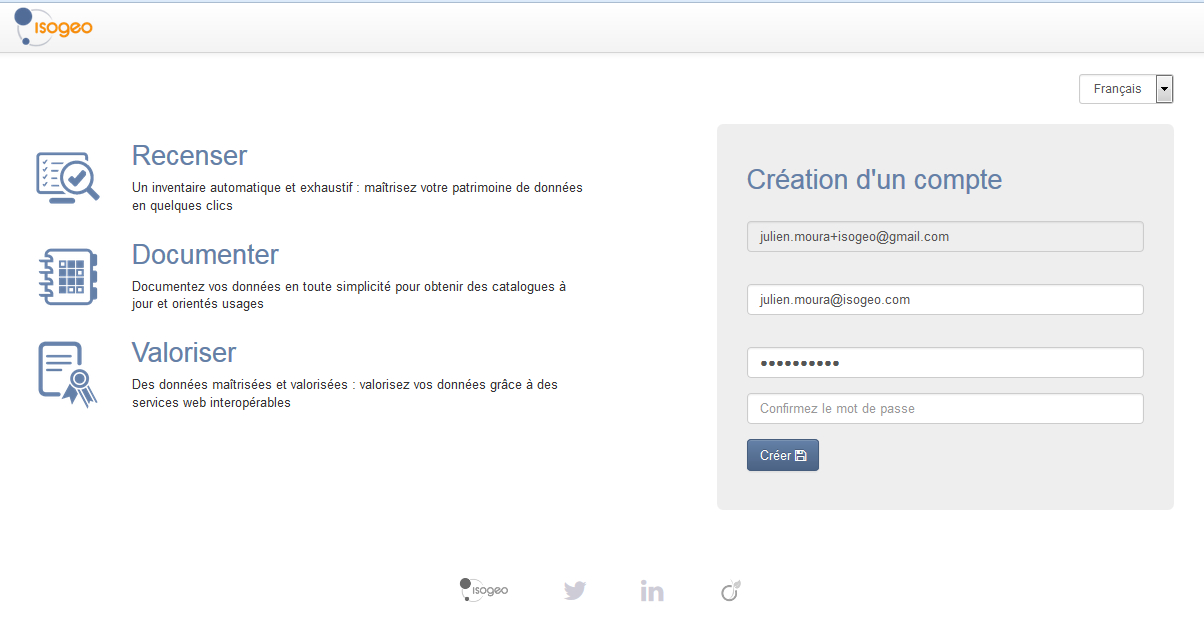 isogeo
Français
Recenser
Un inventaire automatique et exhaustif : maîtrisez votre patrimoine de données
en quelques clics
Documenter
Documentez vos données en toute simplicité pour obtenir des catalogues à
jour et orientés usages
Valoriser
Des données maîtrisées et valorisées : valorisez vos données grâce à des
services web interopérables
Création d'un compte
julien.moura+isogeo@gmail.com
julien.moura@isogeo.com
••••••••••
Confirmez le mot de passe
Créer
isogeo
in